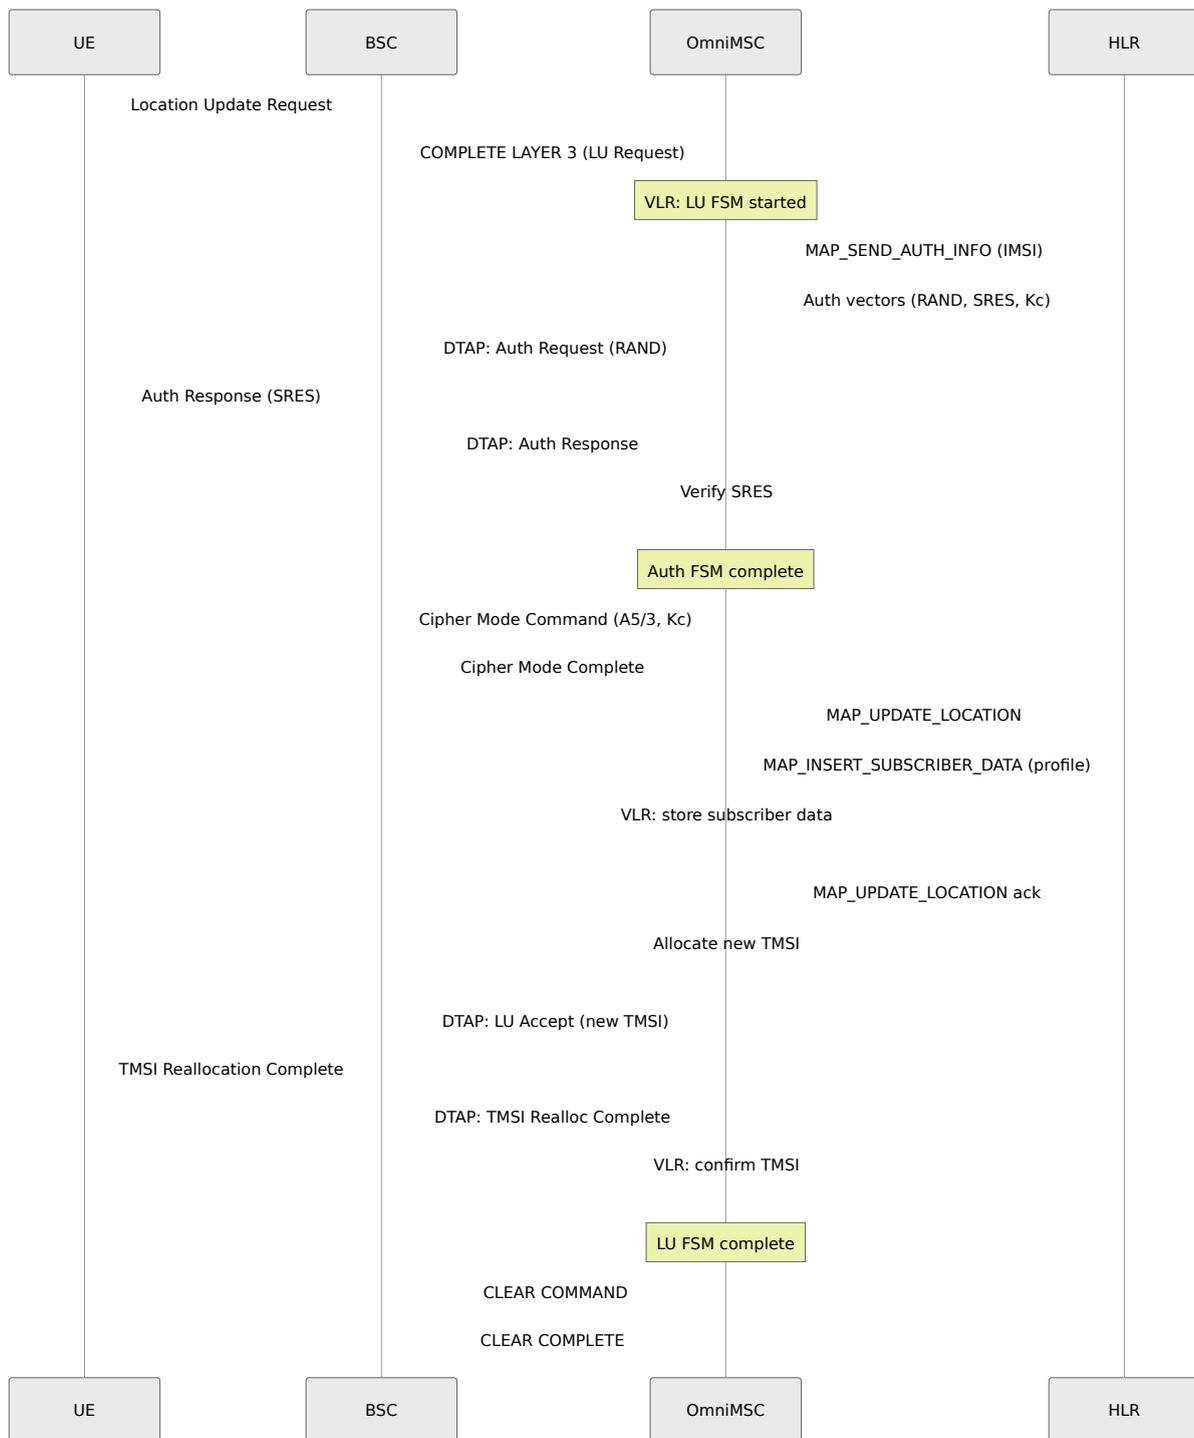 UE
BSC
OmniMSC
HLR
Location Update Request
COMPLETE LAYER 3 (LU Request)
VLR: LU FSM started
MAP_SEND_AUTH_INFO (IMSI)
Auth vectors (RAND, SRES, Kc)
DTAP: Auth Request (RAND)
Auth Response (SRES)
DTAP: Auth Response
Verify SRES
Auth FSM complete
Cipher Mode Command (A5/3, Kc)
Cipher Mode Complete
MAP_UPDATE_LOCATION
MAP_INSERT_SUBSCRIBER_DATA (profile)
VLR: store subscriber data
MAP_UPDATE_LOCATION ack
Allocate new TMSI
DTAP: LU Accept (new TMSI)
TMSI Reallocation Complete
DTAP: TMSI Realloc Complete
VLR: confirm TMSI
LU FSM complete
CLEAR COMMAND
CLEAR COMPLETE
UE
BSC
OmniMSC
HLR